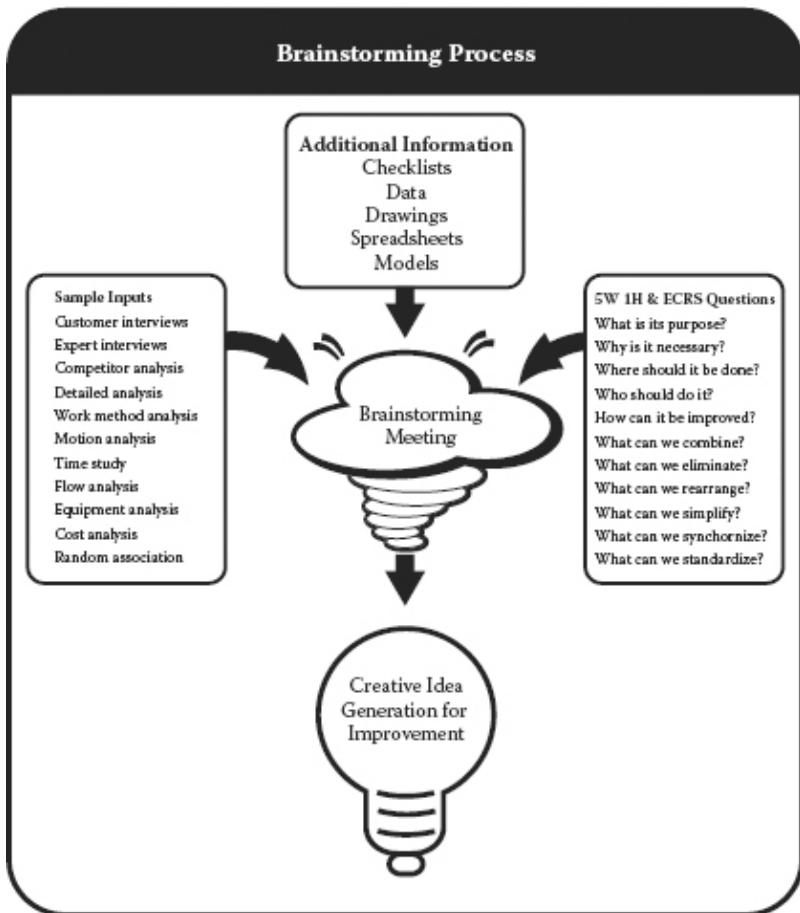 Brainstorming Process
Additional Information
Checklists
Data
Drawings
Spreadsheets
Models
Sample Inputs
Customer interviews
Expert interviews
Competitor analysis
Detailed analysis
Work method analysis
Motion analysis
Time study
Flow analysis
Equipment analysis
Cost analysis
Random association
Brainstorming
Meeting
5W 1H & ECRS Questions
What is its purpose?
Why is it necessary?
Where should it be done?
Who should do it?
How can it be improved?
What can we combine?
What can we eliminate?
What can we rearrange?
What can we simplify?
What can we synchornize?
What can we standardize?
Creative Idea
Generation for
Improvement